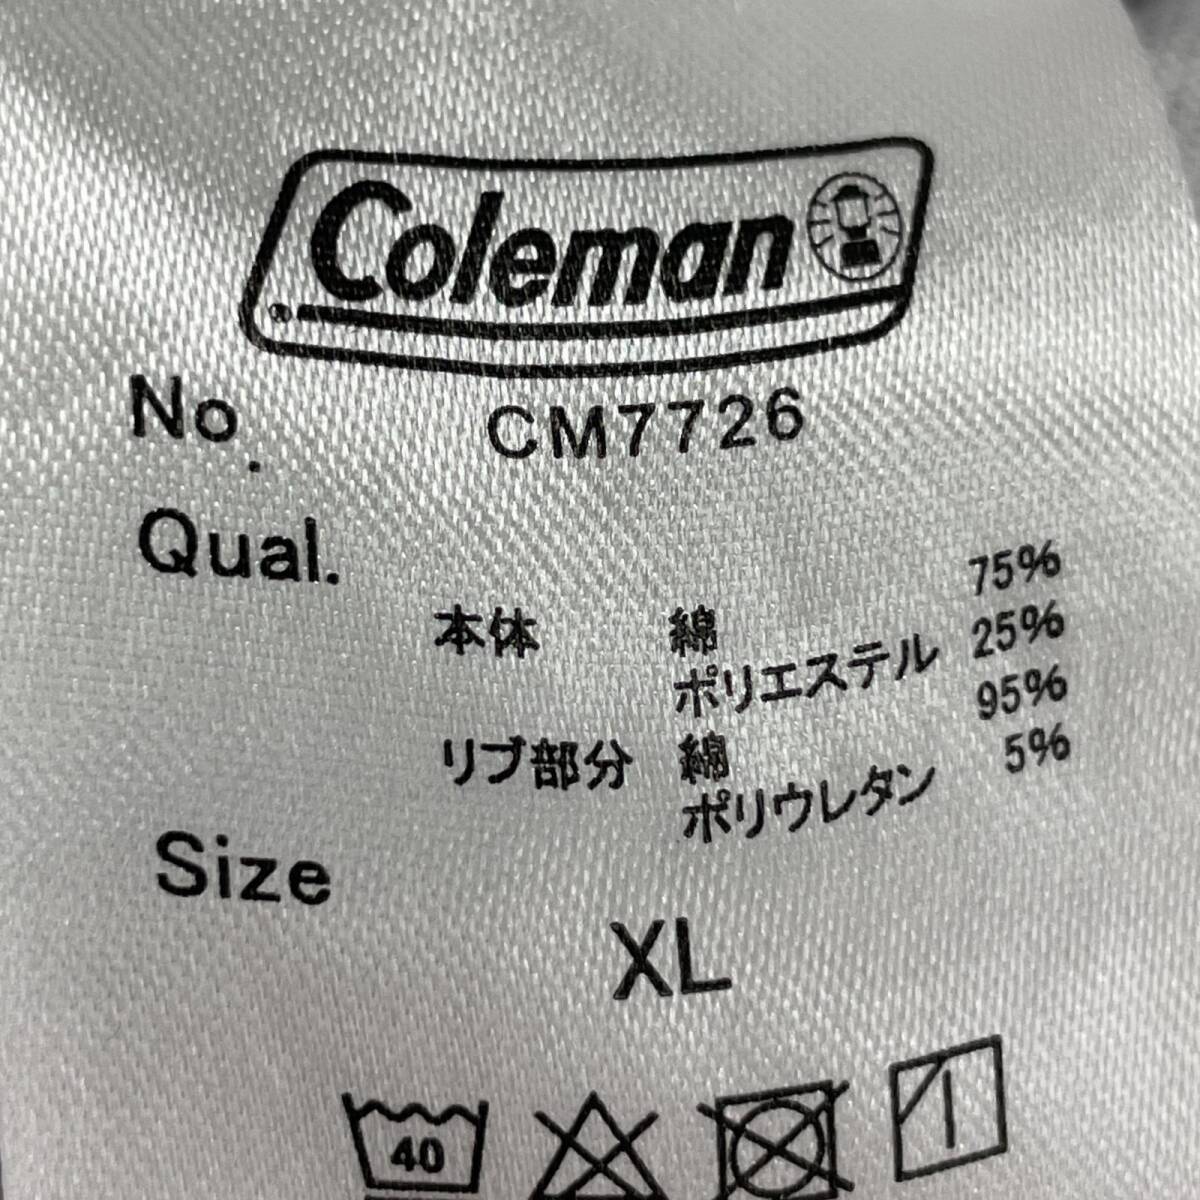 Coleman
No. CM7726
Qual.
本体 綿 75%
ポリエステル 25%
リブ部分 綿 95%
ポリウレタン 5%
Size
XL
40